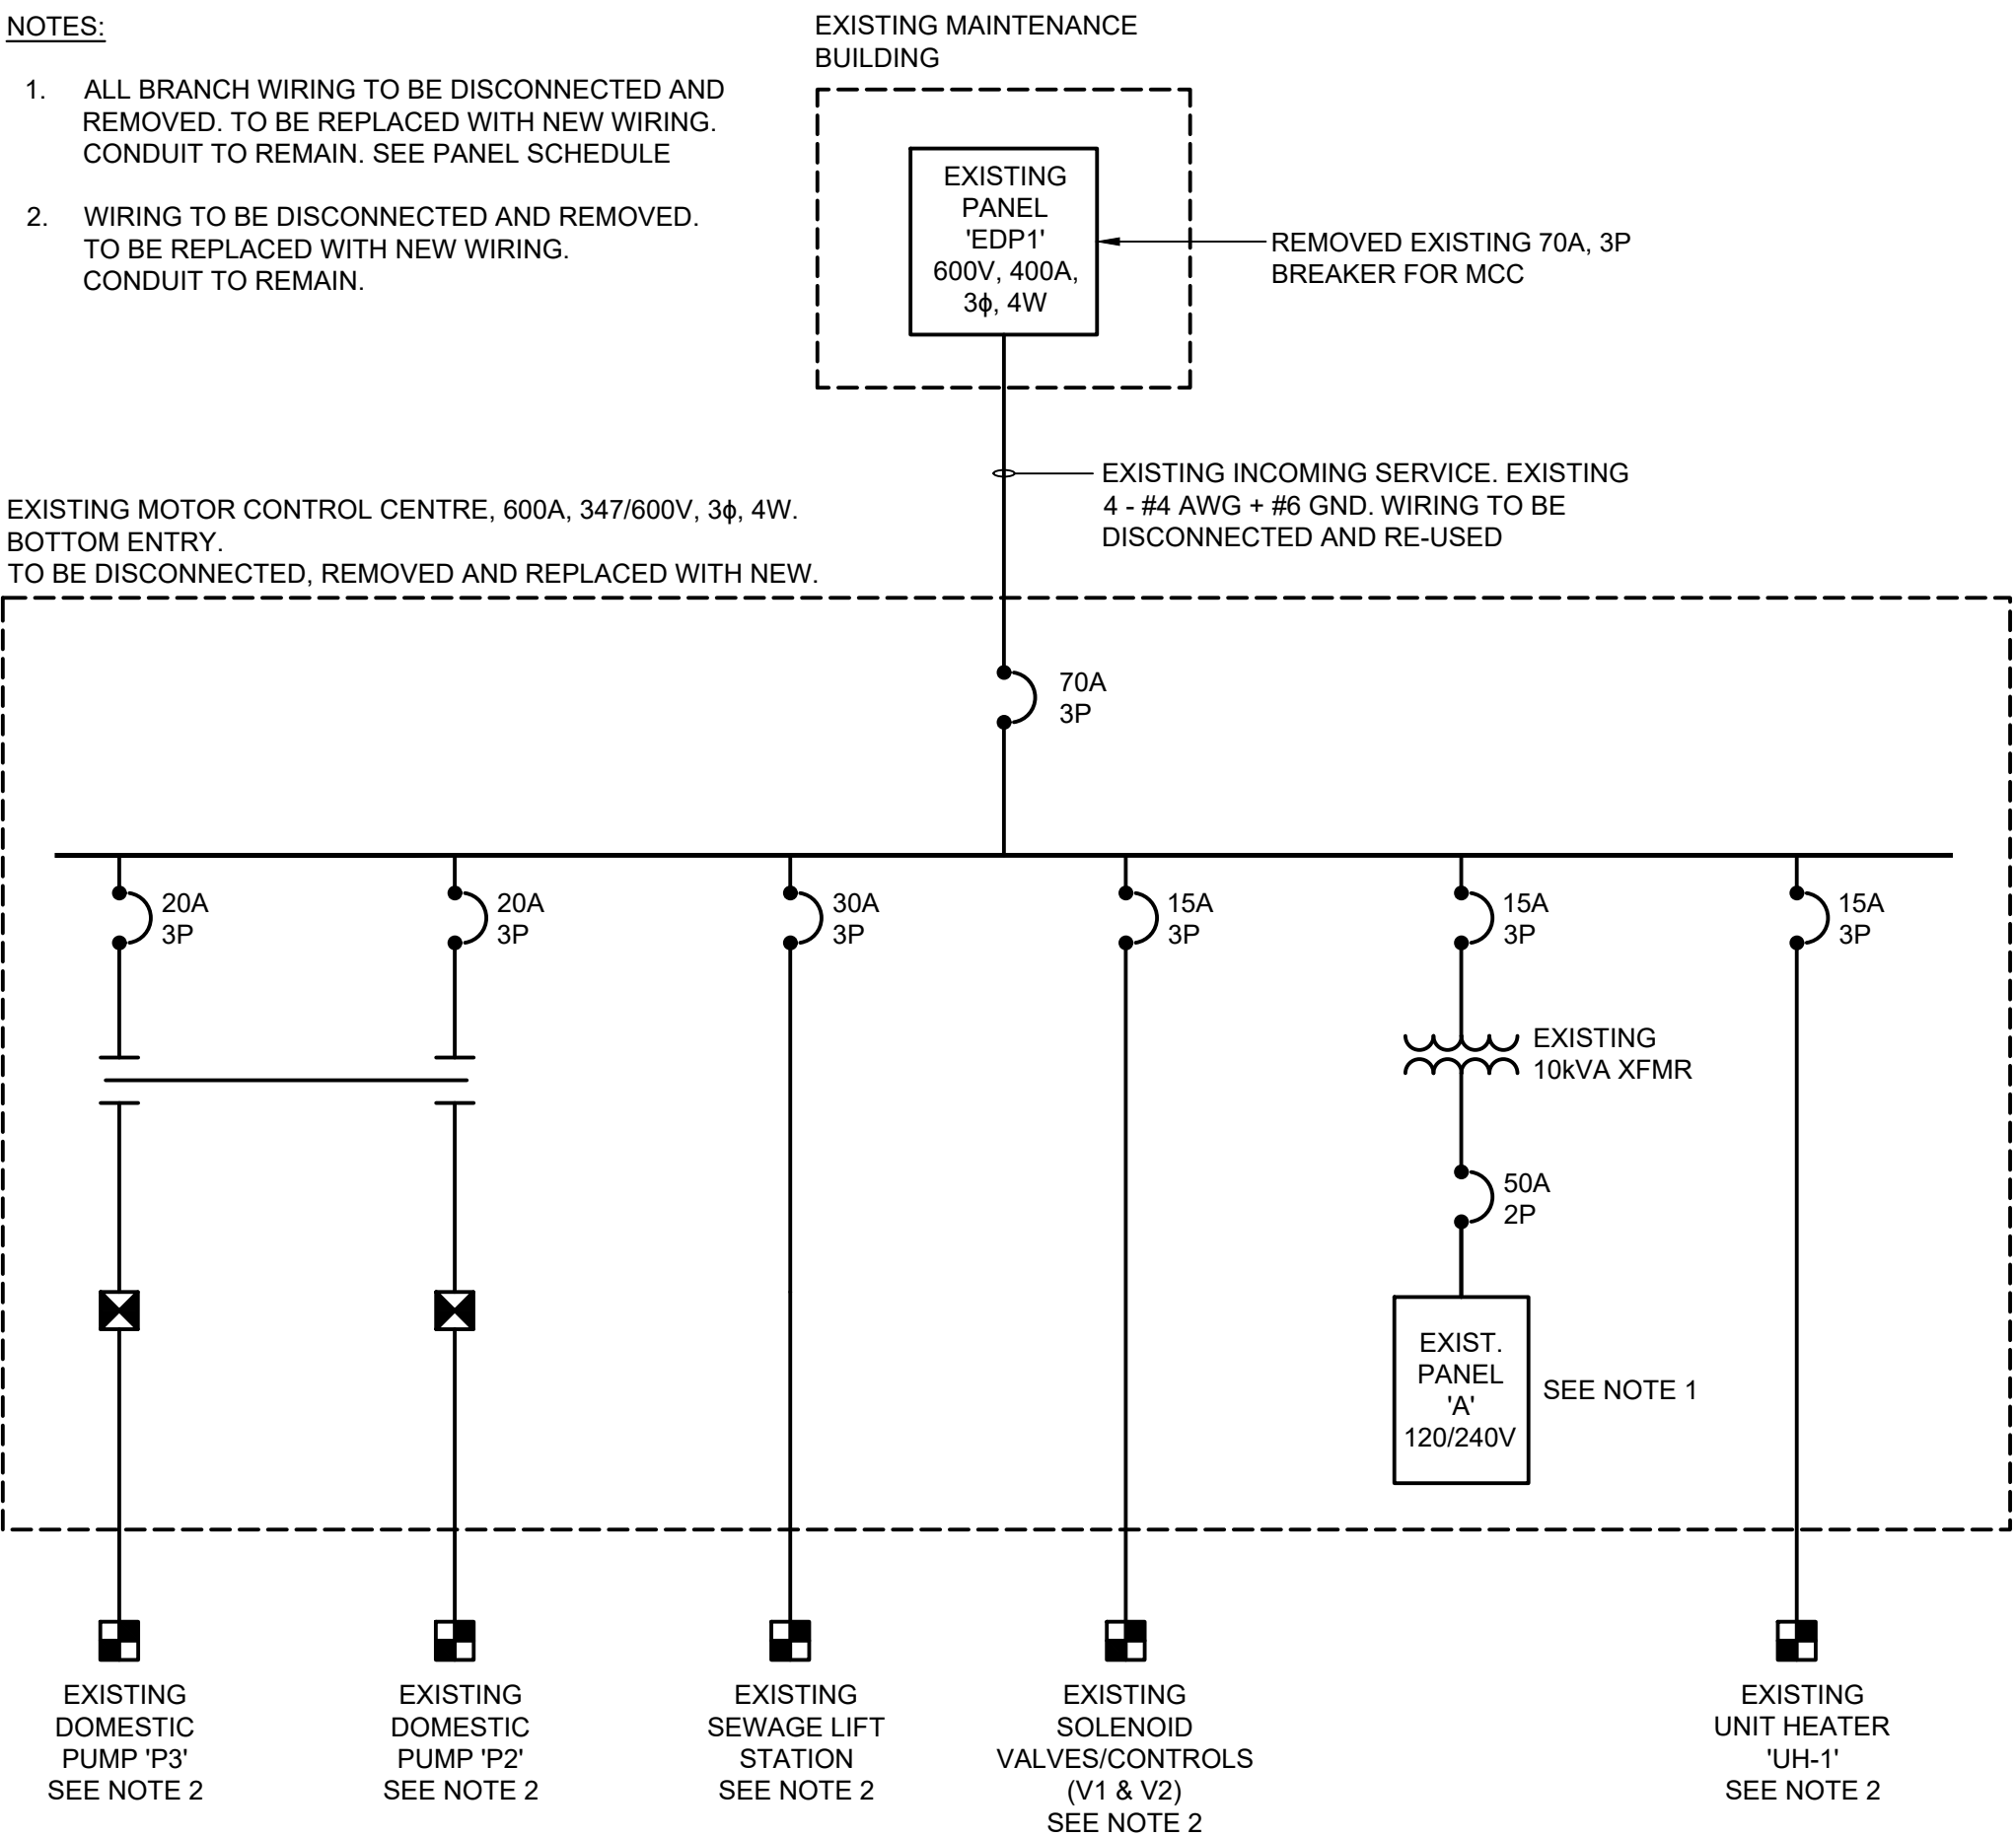 NOTES:
1. ALL BRANCH WIRING TO BE DISCONNECTED AND
REMOVED. TO BE REPLACED WITH NEW WIRING.
CONDUIT TO REMAIN. SEE PANEL SCHEDULE
2. WIRING TO BE DISCONNECTED AND REMOVED.
TO BE REPLACED WITH NEW WIRING.
CONDUIT TO REMAIN.
EXISTING MAINTENANCE
BUILDING
EXISTING
PANEL
'EDP1'
600V, 400A,
3ϕ, 4W
REMOVED EXISTING 70A, 3P
BREAKER FOR MCC
EXISTING INCOMING SERVICE. EXISTING
4 - #4 AWG + #6 GND. WIRING TO BE
DISCONNECTED AND RE-USED
EXISTING MOTOR CONTROL CENTRE, 600A, 347/600V, 3ϕ, 4W.
BOTTOM ENTRY.
TO BE DISCONNECTED, REMOVED AND REPLACED WITH NEW.
70A
3P
20A
3P
20A
3P
30A
3P
15A
3P
15A
3P
15A
3P
EXISTING
10kVA XFMR
50A
2P
EXIST.
PANEL
'A'
120/240V
SEE NOTE 1
EXISTING
DOMESTIC
PUMP 'P3'
SEE NOTE 2
EXISTING
DOMESTIC
PUMP 'P2'
SEE NOTE 2
EXISTING
SEWAGE LIFT
STATION
SEE NOTE 2
EXISTING
SOLENOID
VALVES/CONTROLS
(V1 & V2)
SEE NOTE 2
EXISTING
UNIT HEATER
'UH-1'
SEE NOTE 2